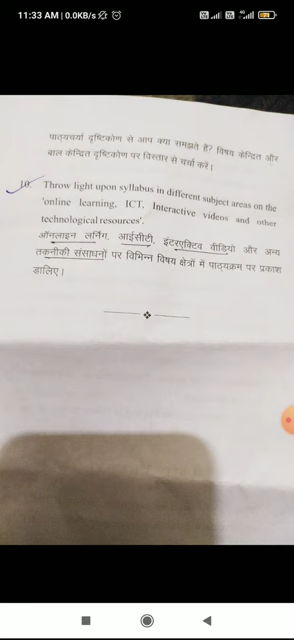 11:33 AM | 0.0KB/s
पाठ्यचर्या दृष्टिकोण से आप क्या समझते हैं? विषय केन्द्रित और
बाल केन्द्रित दृष्टिकोण पर विस्तार से चर्चा करें।
10. Throw light upon syllabus in different subject areas on the
'online learning, ICT, Interactive videos and other
technological resources'.
ऑनलाइन लर्निंग, आईसीटी, इंटरएक्टिव वीडियो और अन्य
तकनीकी संसाधनों पर विभिन्न विषय क्षेत्रों में पाठ्यक्रम पर प्रकाश
डालिए।